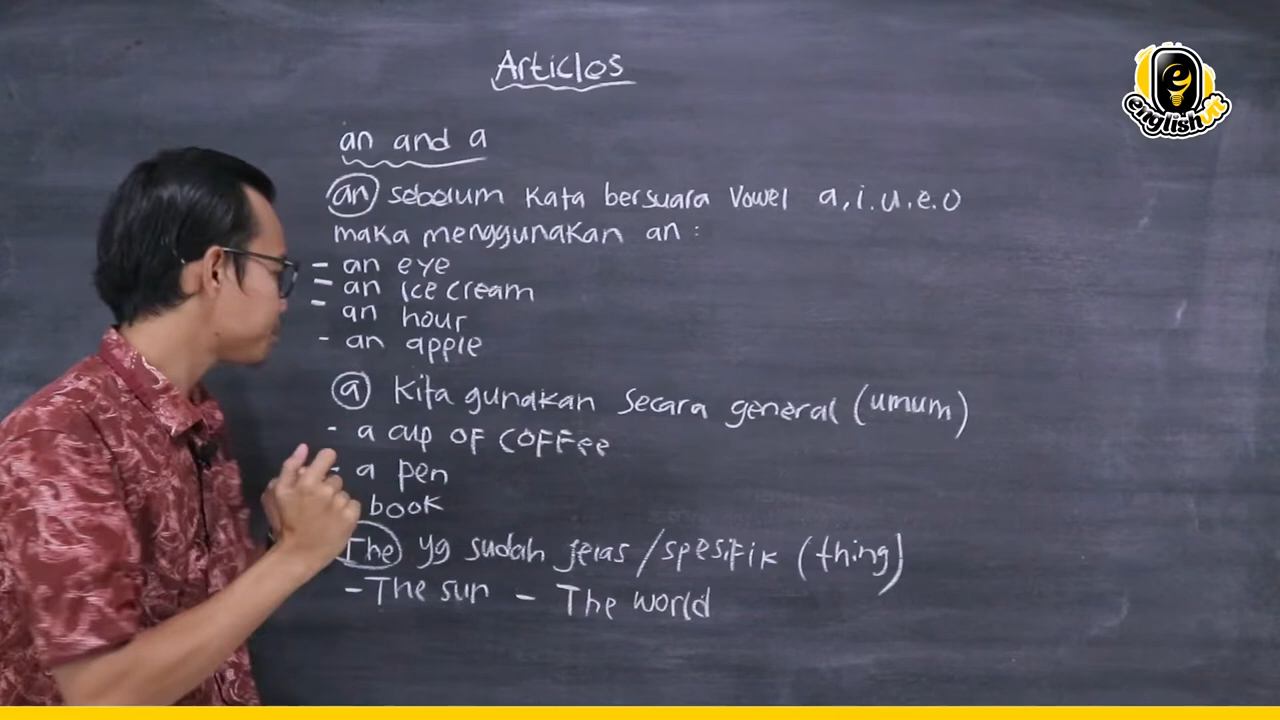 Articles
englishvit
an and a
an sebelum kata bersuara vowel a, i. u. e. o
maka menggunakan an :
- an eye
- an ice cream
- an hour
- an apple
a Kita gunakan secara general (umum)
- a cup of coffee
- a pen
book
The yg sudah jelas / spesifik (thing)
- The sun - The world